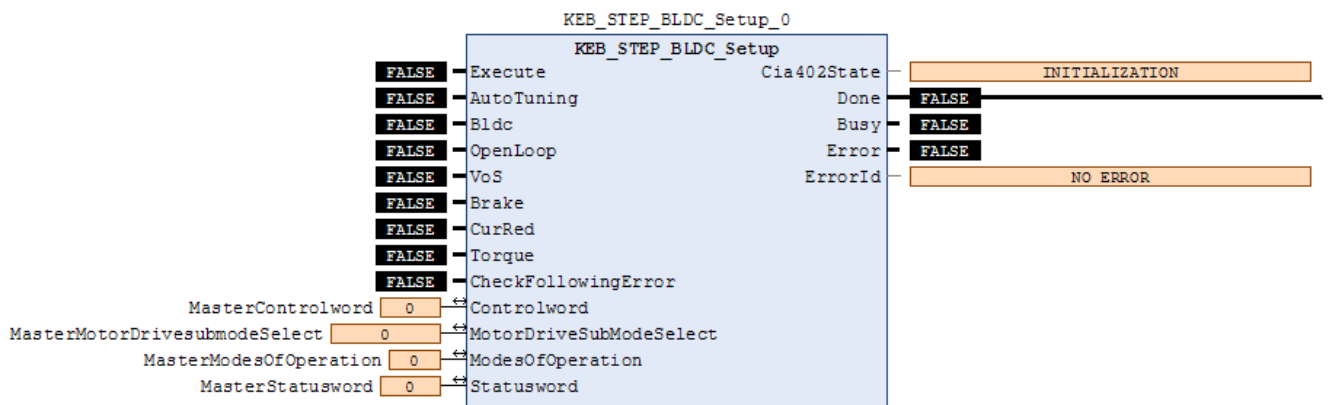 KEB_STEP_BLDC_Setup_0
KEB_STEP_BLDC_Setup
FALSE Execute Cia402State INITIALIZATION
FALSE AutoTuning Done FALSE
FALSE Bldc Busy FALSE
FALSE OpenLoop Error FALSE
FALSE VoS ErrorId NO ERROR
FALSE Brake
FALSE CurRed
FALSE Torque
FALSE CheckFollowingError
MasterControlword 0 Controlword
MasterMotorDrivesubmodeSelect 0 MotorDriveSubModeSelect
MasterModesOfOperation 0 ModesOfOperation
MasterStatusword 0 Statusword